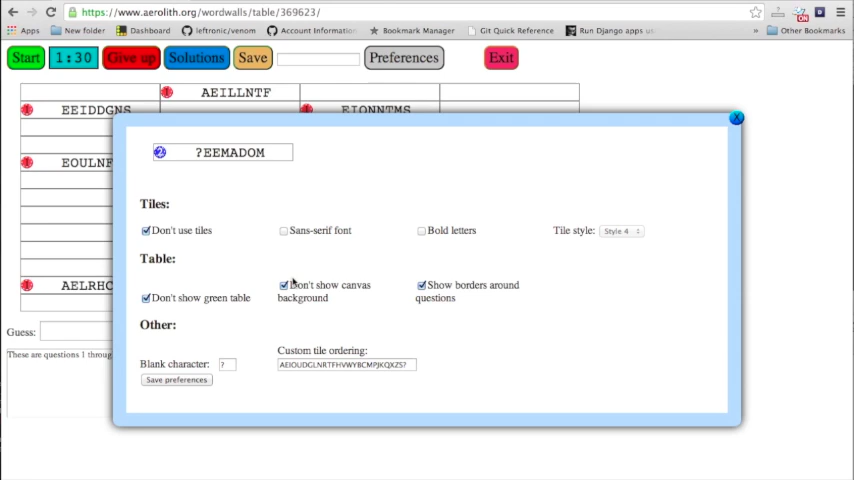 https://www.aerolith.org/wordwalls/table/369623/
ON
Apps New folder Dashboard leftronic/venom Account Information Bookmark Manager Git Quick Reference Run Django apps » Other Bookmarks
Start 1:30 Give up Solutions Save Preferences Exit
AEILLNTF
EEIDDGNS EIONNTMS
X
2 ?EEMADOM
EOULNF
Tiles:
Don't use tiles Sans-serif font Bold letters Tile style: Style 4
Table:
Don't show canvas Show borders around
AELRHC
Don't show green table background questions
Other:
Guess:
Custom tile ordering:
These are questions 1 throug
Blank character: ? AEIOUDGLNRTFHVWYBCMPJKQXZS?
Save preferences